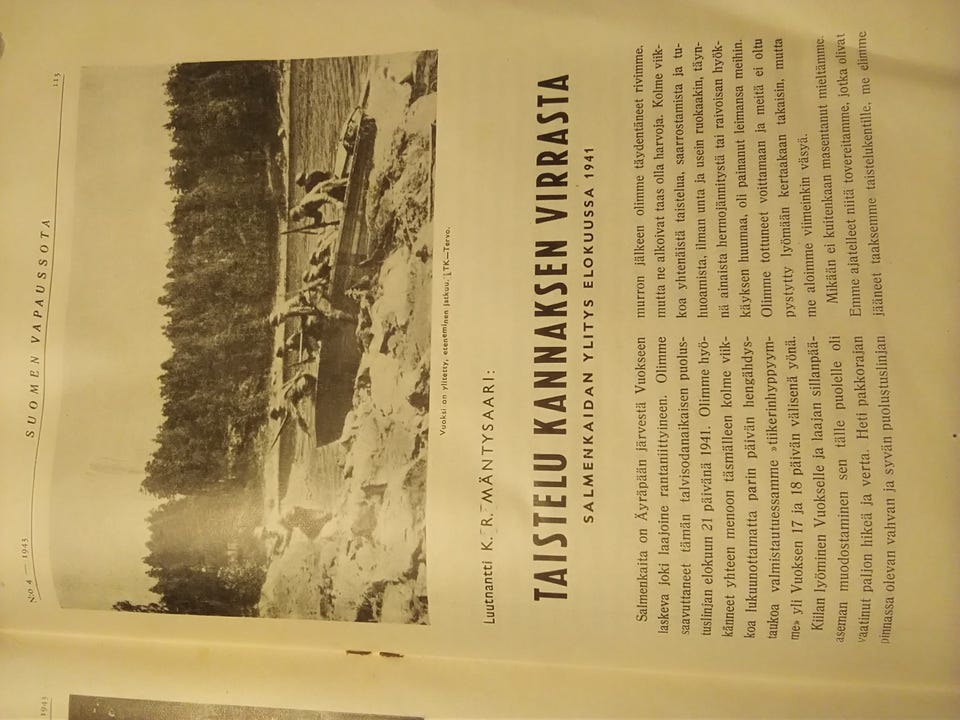 N:o 4 — 1943
SUOMEN VAPAUSSOTA
113
Vuoksi on ylitetty, eteneminen jatkuu. TK—Tervo.
Luutnantti K. R. MÄNTYSAARI:
TAISTELU KANNAKSEN VIRRASTA
SALMENKAIDAN YLITYS ELOKUUSSA 1941
Salmenkaita on Äyräpään järvestä Vuokseen
laskeva joki laajoine rantaniittyineen. Olimme
saavuttaneet tämän talvisodanaikaisen puolus-
tuslinjan elokuun 21 päivänä 1941. Olimme hyö-
känneet yhteen menoon täsmälleen kolme viik-
koa lukuunottamatta parin päivän hengähdys-
taukoa valmistautuessamme »tiikerinhyppyym-
me» yli Vuoksen 17 ja 18 päivän välisenä yönä.
Kiilan lyöminen Vuokselle ja laajan sillanpää-
aseman muodostaminen sen tälle puolelle oli
vaatinut paljon hikeä ja verta. Heti pakkorajan
pinnassa olevan vahvan ja syvän puolustuslinjan
murron jälkeen olimme täydentäneet rivimme,
mutta ne alkoivat taas olla harvoja. Kolme viik-
koa yhtenäistä taistelua, saarrostamista ja tu-
huoamista, ilman unta ja usein ruokaakin, täyn-
nä ainaista hermojännitystä tai raivoisan hyök-
käyksen huumaa, oli painanut leimansa meihin.
Olimme tottuneet voittamaan ja meitä ei oltu
pystytty lyömään kertaakaan takaisin, mutta
me aloimme viimeinkin väsyä.
Mikään ei kuitenkaan masentanut mieltämme.
Emme ajatelleet niitä tovereitamme, jotka olivat
jääneet taaksemme taistelukentille, me elimme
1943